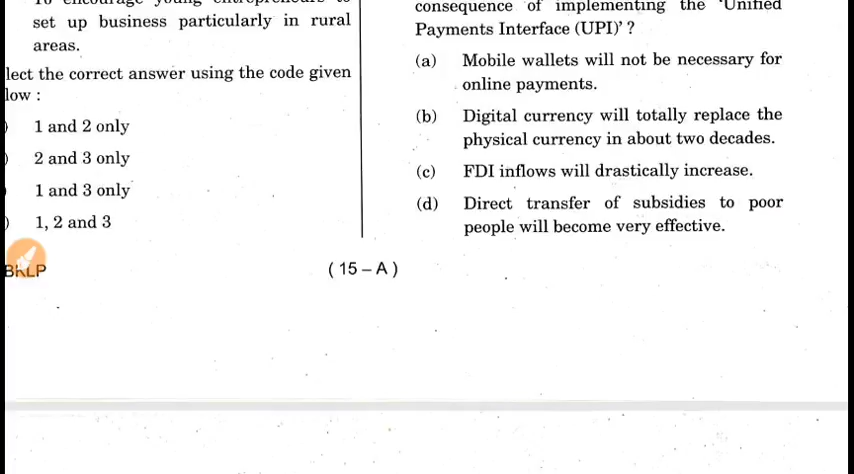 set up business particularly in rural
areas.
lect the correct answer using the code given
low :
1 and 2 only
2 and 3 only
1 and 3 only
1, 2 and 3
consequence of implementing the ‘Unified
Payments Interface (UPI)’ ?
(a) Mobile wallets will not be necessary for
online payments.
(b) Digital currency will totally replace the
physical currency in about two decades.
(c) FDI inflows will drastically increase.
(d) Direct transfer of subsidies to poor
people will become very effective.
( 15 – A )